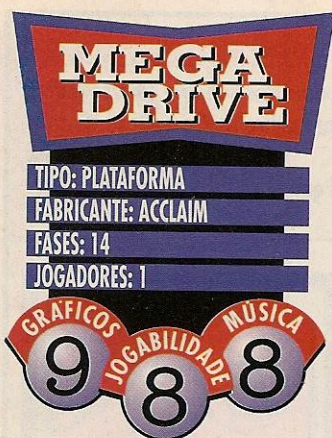 MEGA
DRIVE
TIPO: PLATAFORMA
FABRICANTE: ACCLAIM
FASES: 14
JOGADORES: 1
GRÁFICOS
9
JOGABILIDADE
8
MÚSICA
8